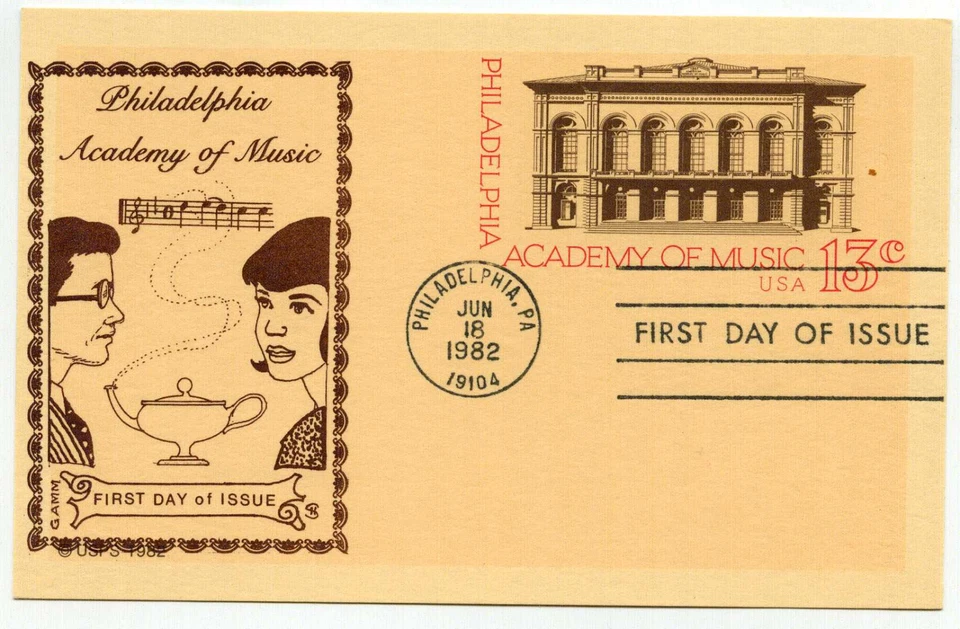 Philadelphia
Academy of Music
G.AMM
FIRST DAY of ISSUE
© USPS 1982
PHILADELPHIA
ACADEMY OF MUSIC 13c
USA
PHILADELPHIA, PA
JUN
18
1982
19104
FIRST DAY OF ISSUE